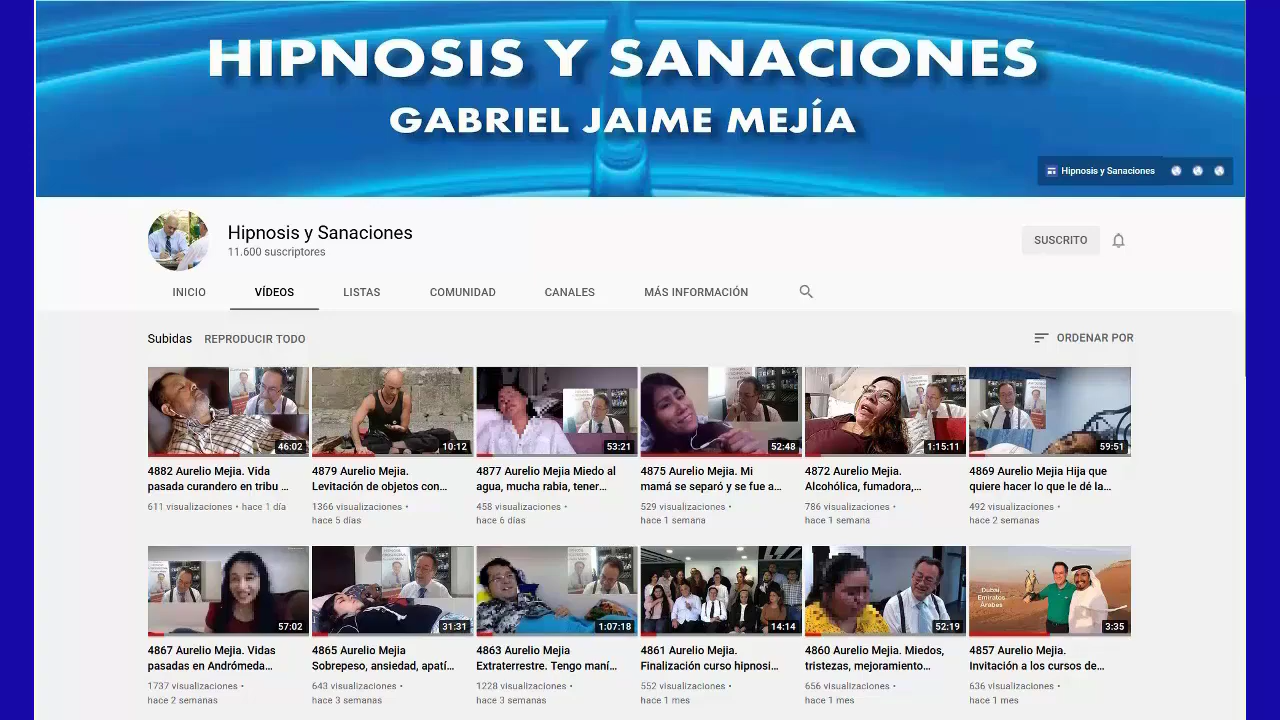 HIPNOSIS Y SANACIONES
GABRIEL JAIME MEJÍA
Hipnosis y Sanaciones
Hipnosis y Sanaciones
11.600 suscriptores
SUSCRITO
INICIO VÍDEOS LISTAS COMUNIDAD CANALES MÁS INFORMACIÓN
Subidas REPRODUCIR TODO ORDENAR POR
46:02
4882 Aurelio Mejia. Vida
pasada curandero en tribu ...
611 visualizaciones • hace 1 día
10:12
4879 Aurelio Mejia.
Levitación de objetos con...
1366 visualizaciones •
hace 5 días
53:21
4877 Aurelio Mejia Miedo al
agua, mucha rabia, tener...
458 visualizaciones •
hace 6 días
52:48
4875 Aurelio Mejia. Mi
mamá se separó y se fue a...
529 visualizaciones •
hace 1 semana
1:15:11
4872 Aurelio Mejia.
Alcohólica, fumadora,...
786 visualizaciones •
hace 1 semana
59:51
4869 Aurelio Mejia Hija que
quiere hacer lo que le dé la...
492 visualizaciones •
hace 2 semanas
57:02
4867 Aurelio Mejia. Vidas
pasadas en Andrómeda...
1737 visualizaciones •
hace 2 semanas
31:31
4865 Aurelio Mejia
Sobrepeso, ansiedad, apatí...
643 visualizaciones •
hace 3 semanas
1:07:18
4863 Aurelio Mejia
Extraterrestre. Tengo maní...
1228 visualizaciones •
hace 3 semanas
14:14
4861 Aurelio Mejia.
Finalización curso hipnosi...
552 visualizaciones •
hace 1 mes
52:19
4860 Aurelio Mejia. Miedos,
tristezas, mejoramiento...
656 visualizaciones •
hace 1 mes
Dubai,
Emiratos
Árabes
3:35
4857 Aurelio Mejia.
Invitación a los cursos de...
636 visualizaciones •
hace 1 mes